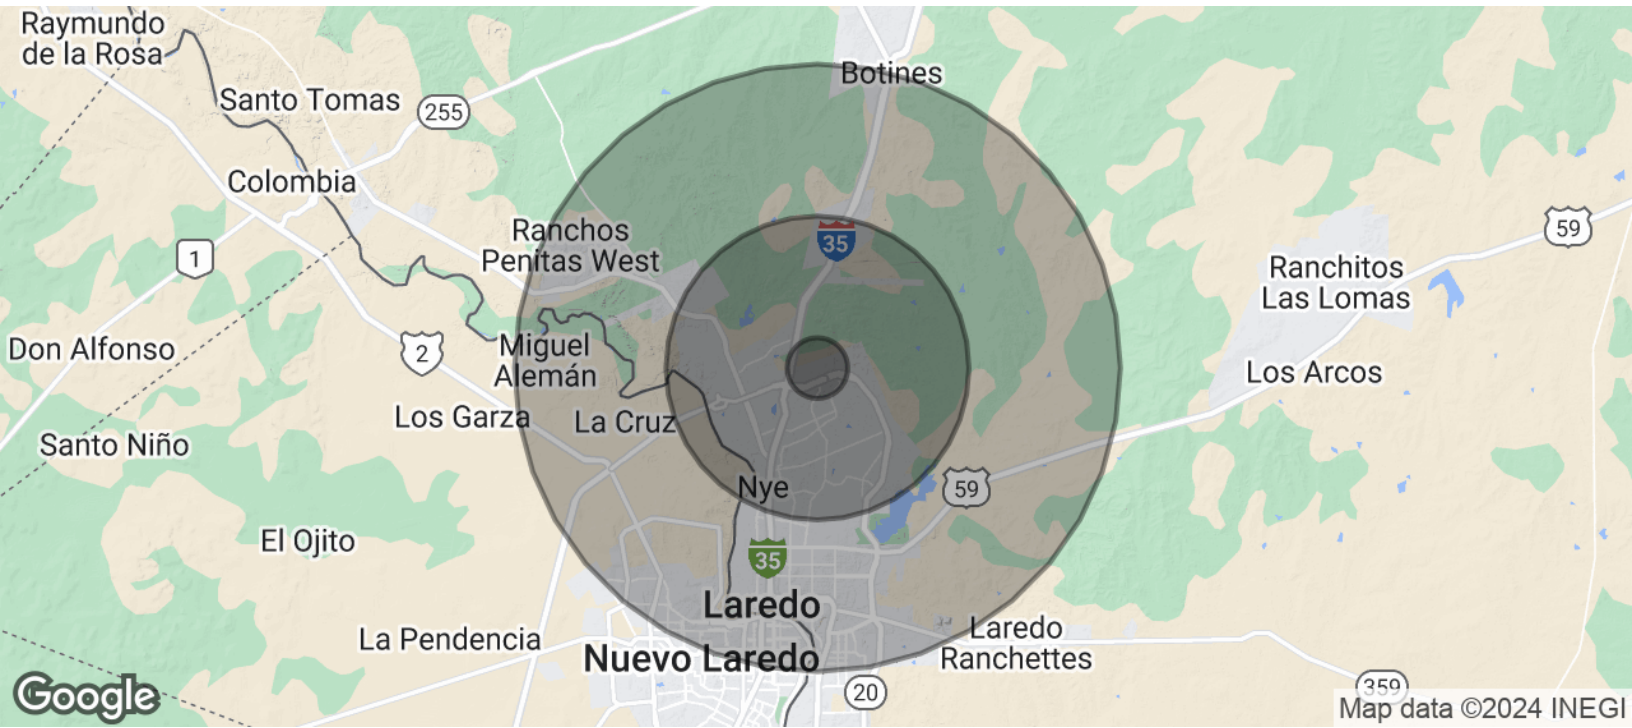 Raymundo
de la Rosa
Botines
Santo Tomas
255
Colombia
Ranchos
Penitas West
35
59
1
Ranchitos
Las Lomas
Don Alfonso
2
Miguel
Alemán
Los Arcos
Los Garza
La Cruz
Santo Niño
Nye
59
El Ojito
35
Laredo
La Pendencia
Laredo
Ranchettes
Nuevo Laredo
20
359
Google
Map data ©2024 INEGI